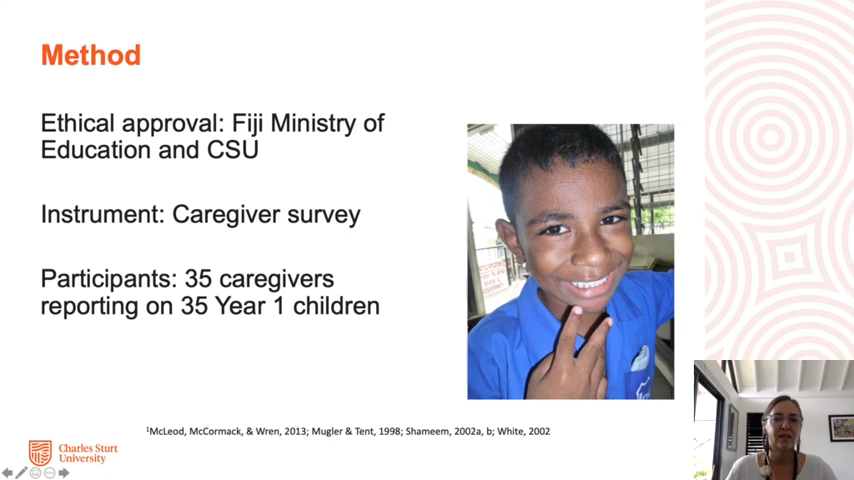 Method
Ethical approval: Fiji Ministry of
Education and CSU
Instrument: Caregiver survey
Participants: 35 caregivers
reporting on 35 Year 1 children
¹McLeod, McCormack, & Wren, 2013; Mugler & Tent, 1998; Shameem, 2002a, b; White, 2002
Charles Sturt
University